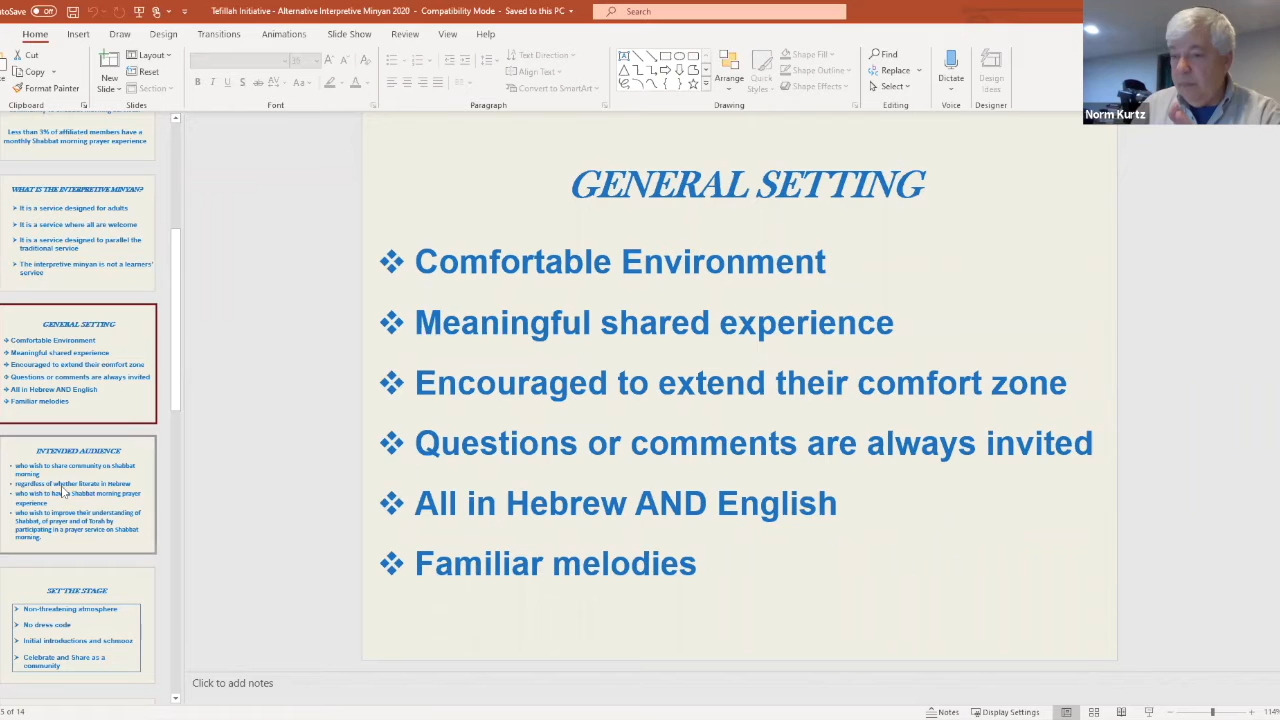 AutoSave Off
Tefillah Initiative - Alternative Interpretive Minyan 2020 - Compatibility Mode - Saved to this PC
Search
Home Insert Draw Design Transitions Animations Slide Show Review View Help
Cut
Copy
Format Painter
Clipboard
New
Slide
Layout
Reset
Section
Slides
Font
Text Direction
Align Text
Convert to SmartArt
Paragraph
Arrange
Quick
Styles
Shape Fill
Shape Outline
Shape Effects
Drawing
Find
Replace
Select
Editing
Dictate
Voice
Design
Ideas
Designer
Norm Kurtz
Less than 3% of affiliated members have a
monthly Shabbat morning prayer experience
WHAT IS THE INTERPRETIVE MINYAN?
It is a service designed for adults
It is a service where all are welcome
It is a service designed to parallel the
traditional service
The interpretive minyan is not a learners'
service
GENERAL SETTING
Comfortable Environment
Meaningful shared experience
Encouraged to extend their comfort zone
Questions or comments are always invited
All in Hebrew AND English
Familiar melodies
INTENDED AUDIENCE
who wish to share community on Shabbat
morning
regardless of whether literate in Hebrew
who wish to have a Shabbat morning prayer
experience
who wish to improve their understanding of
Shabbat, of prayer and of Torah by
participating in a prayer service on Shabbat
morning.
SET THE STAGE
Non-threatening atmosphere
No dress code
Initial introductions and schmooz
Celebrate and Share as a
community
GENERAL SETTING
❖ Comfortable Environment
❖ Meaningful shared experience
❖ Encouraged to extend their comfort zone
❖ Questions or comments are always invited
❖ All in Hebrew AND English
❖ Familiar melodies
Click to add notes
5 of 14
Notes
Display Settings
114%